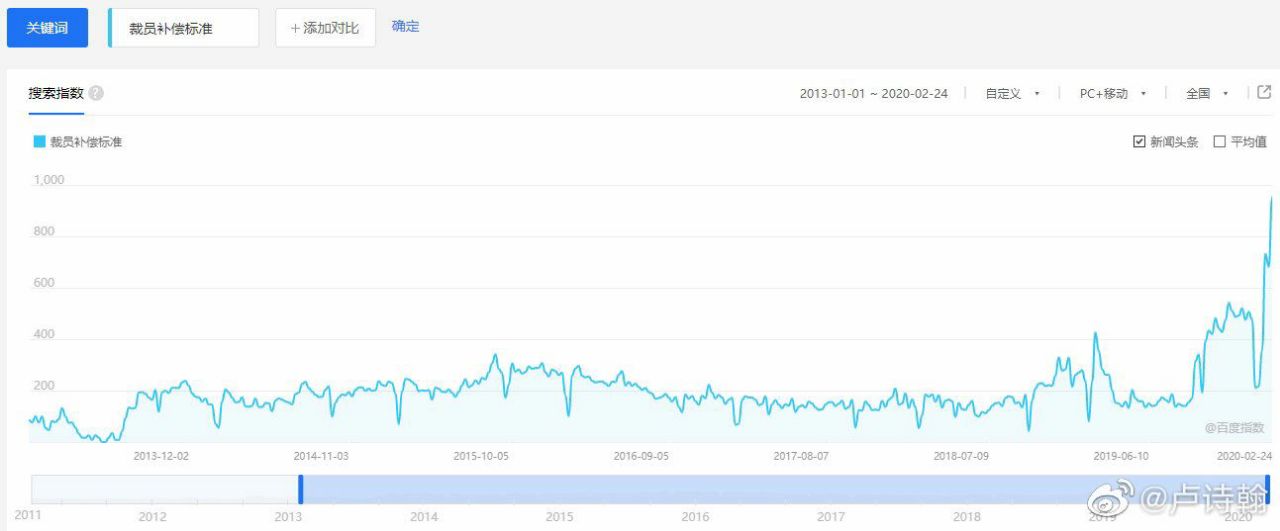 关键词 裁员补偿标准 +添加对比 确定
搜索指数 ? 2013-01-01 ~ 2020-02-24 自定义 PC+移动 全国
裁员补偿标准 新闻头条 平均值
1,000
800
600
400
200
@百度指数
2013-12-02 2014-11-03 2015-10-05 2016-09-05 2017-08-07 2018-07-09 2019-06-10 2020-02-24
2011 2012 2013 2014 2015 2016 2017 2018 2019 2020
@卢诗翰